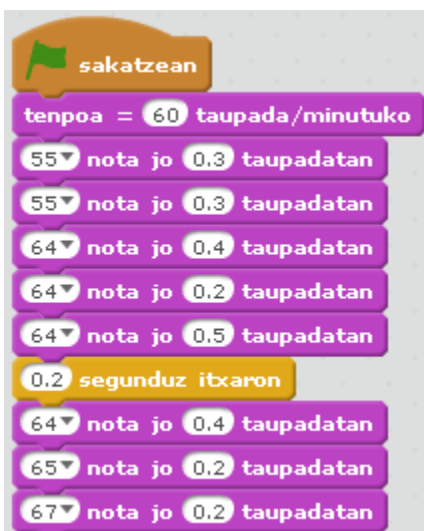 sakatzean
tenpoa = 60 taupada/minutuko
55 nota jo 0.3 taupadatan
55 nota jo 0.3 taupadatan
64 nota jo 0.4 taupadatan
64 nota jo 0.2 taupadatan
64 nota jo 0.5 taupadatan
0.2 segunduz itxaron
64 nota jo 0.4 taupadatan
65 nota jo 0.2 taupadatan
67 nota jo 0.2 taupadatan